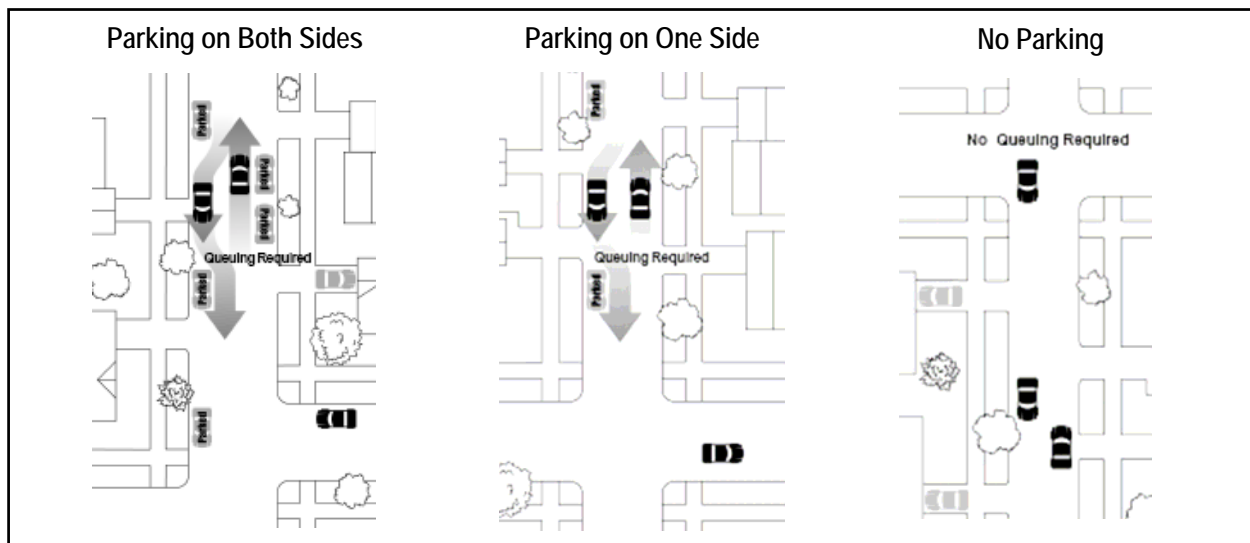 Parking on Both Sides
Parked
Parked
Parked
Queuing Required
Parked
Parked
Parking on One Side
Parked
Queuing Required
Parked
No Parking
No Queuing Required